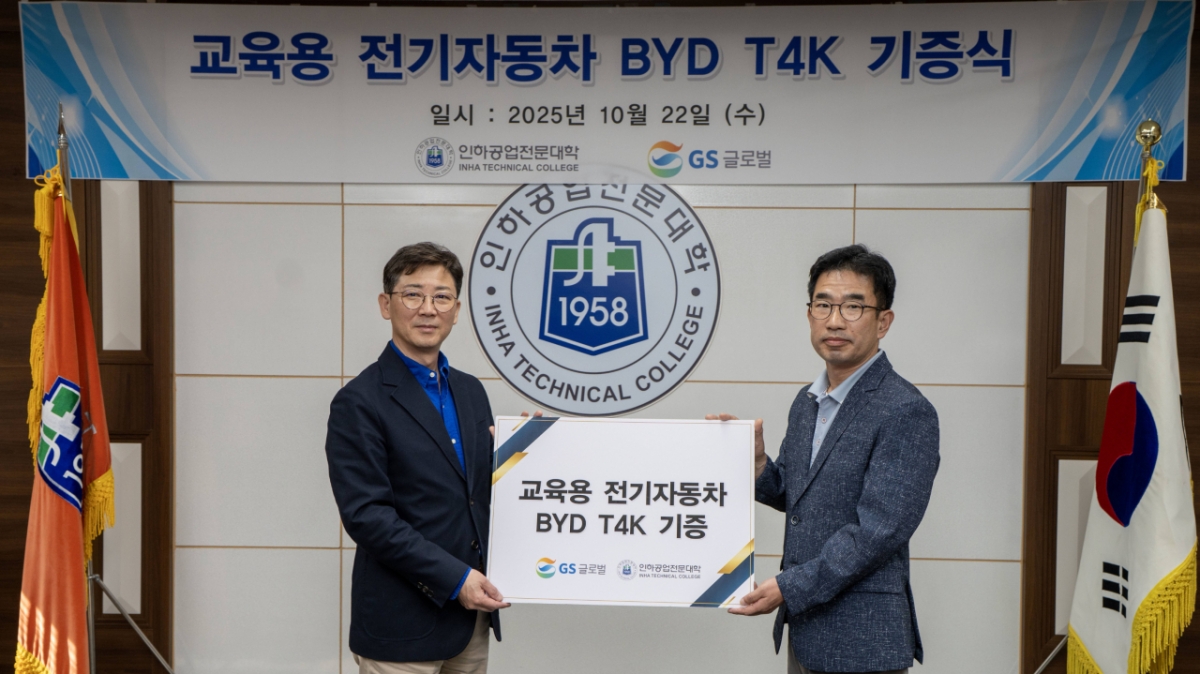 교육용 전기자동차 BYD T4K 기증식
일시 : 2025년 10월 22일 (수)
1958
인하공업전문대학
INHA TECHNICAL COLLEGE
GS 글로벌
인하공업전문대학
1958
INHA TECHNICAL COLLEGE
교육용 전기자동차
BYD T4K 기증
GS 글로벌
인하공업전문대학
INHA TECHNICAL COLLEGE